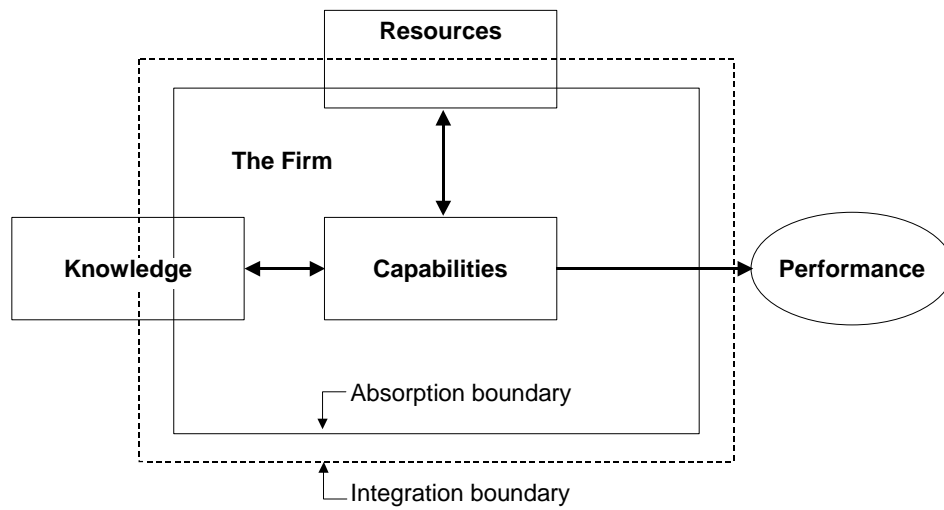 Resources
The Firm
Knowledge
Capabilities
Performance
Absorption boundary
Integration boundary